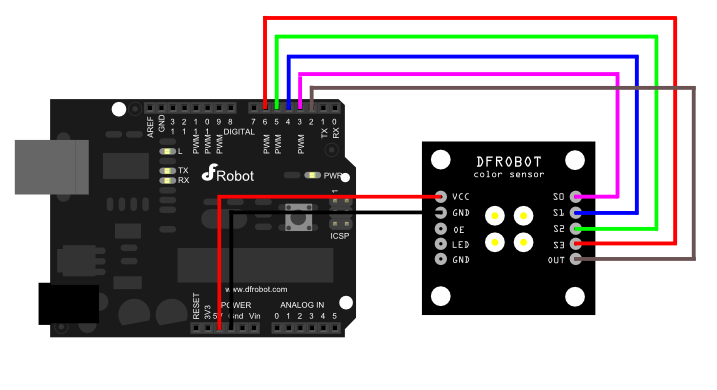 AREF
GND
13
12
11
10
9
8
7
6
5
4
3
2
1
0
PWM
PWM
PWM
DIGITAL
PWM
PWM
PWM
TX
RX
L
TX
RX
DFRobot
PWR
1
ICSP
www.dfrobot.com
RESET
3V3
5V
Gnd
Vin
POWER
ANALOG IN
0 1 2 3 4 5
DFROBOT
color sensor
VCC S0
GND S1
OE S2
LED S3
GND OUT